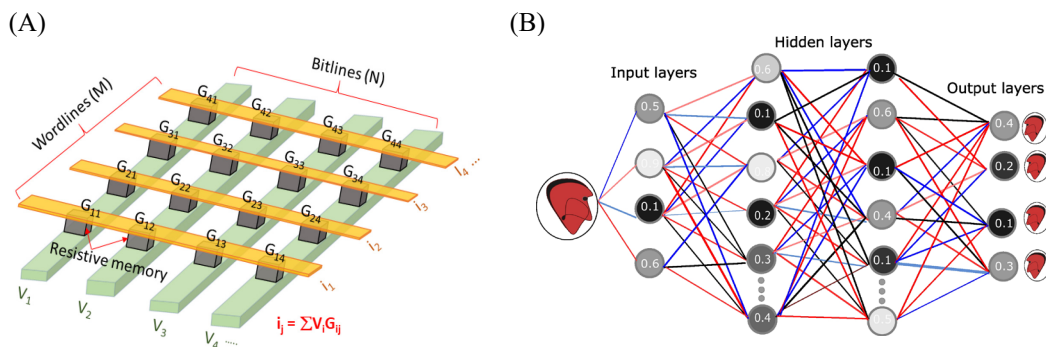 (A)
Wordlines (M)
Bitlines (N)
G41
G42
G43
G44
G31
G32
G33
G34
G21
G22
G23
G24
G11
G12
G13
G14
Resistive memory
i4 ...
i3
i2
i1
V1
V2
V3
V4 .....
ij = ∑ViGij
(B)
Hidden layers
Input layers
Output layers
0.5
0.1
0.6
0.6
0.1
0.2
0.3
0.4
0.1
0.6
0.1
0.4
0.1
0.5
0.4
0.2
0.1
0.3